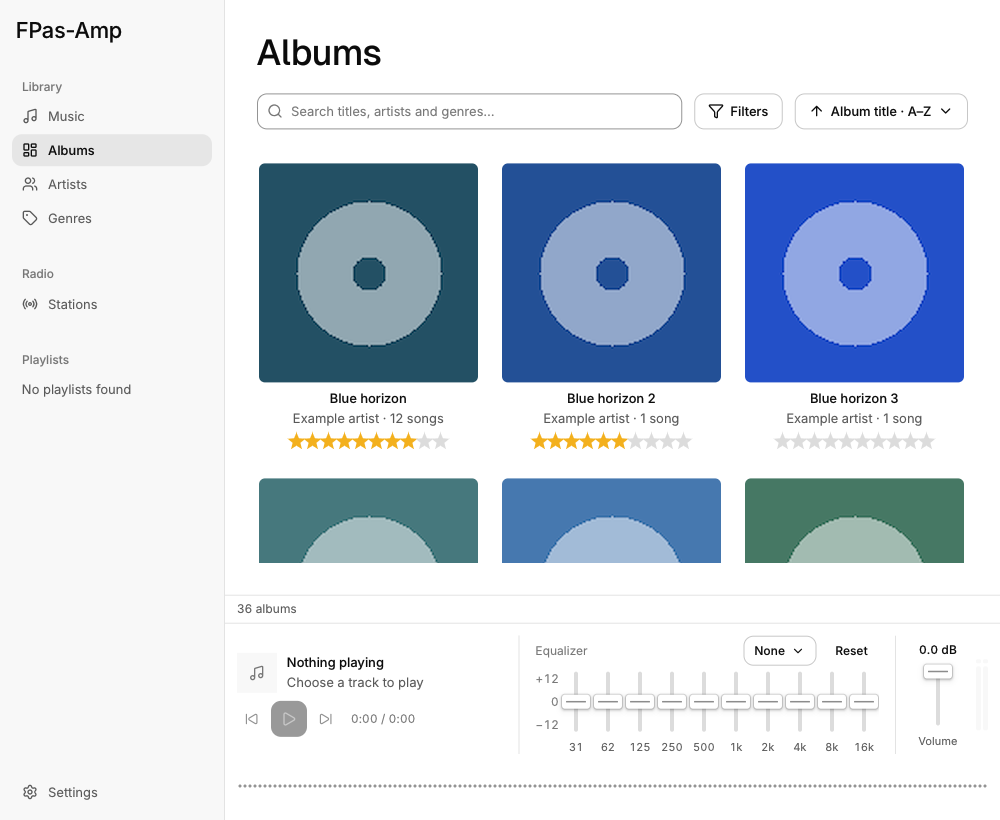 FPas-Amp
Library
Music
Albums
Artists
Genres
Radio
Stations
Playlists
No playlists found
Settings
Albums
Search titles, artists and genres...
Filters
Album title · A–Z
Blue horizon
Example artist · 12 songs
Blue horizon 2
Example artist · 1 song
Blue horizon 3
Example artist · 1 song
36 albums
Nothing playing
Choose a track to play
0:00 / 0:00
Equalizer
None
Reset
+12
0
−12
31 62 125 250 500 1k 2k 4k 8k 16k
0.0 dB
Volume